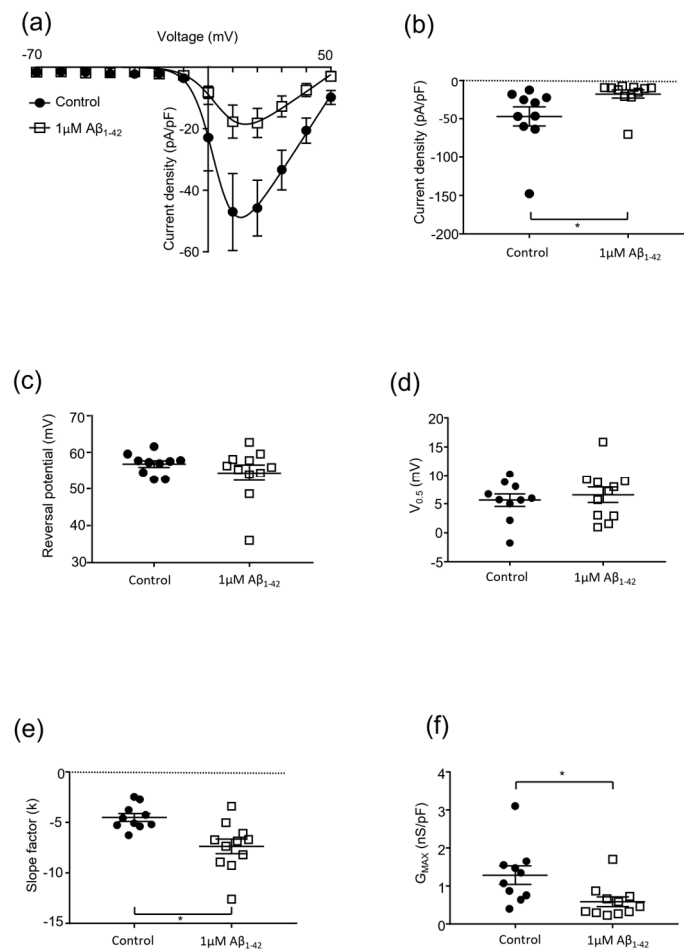 (a)
Voltage (mV)
-70
50
Control
1µM Aβ1-42
-20
-40
-60
Current density (pA/pF)
(b)
0
-50
-100
-150
-200
Current density (pA/pF)
*
Control
1µM Aβ1-42
(c)
70
60
50
40
30
Reversal potential (mV)
Control
1µM Aβ1-42
(d)
20
15
10
5
0
-5
V0.5 (mV)
Control
1µM Aβ1-42
(e)
0
-5
-10
-15
Slope factor (k)
*
Control
1µM Aβ1-42
(f)
4
3
2
1
0
GMAX (nS/pF)
*
Control
1µM Aβ1-42